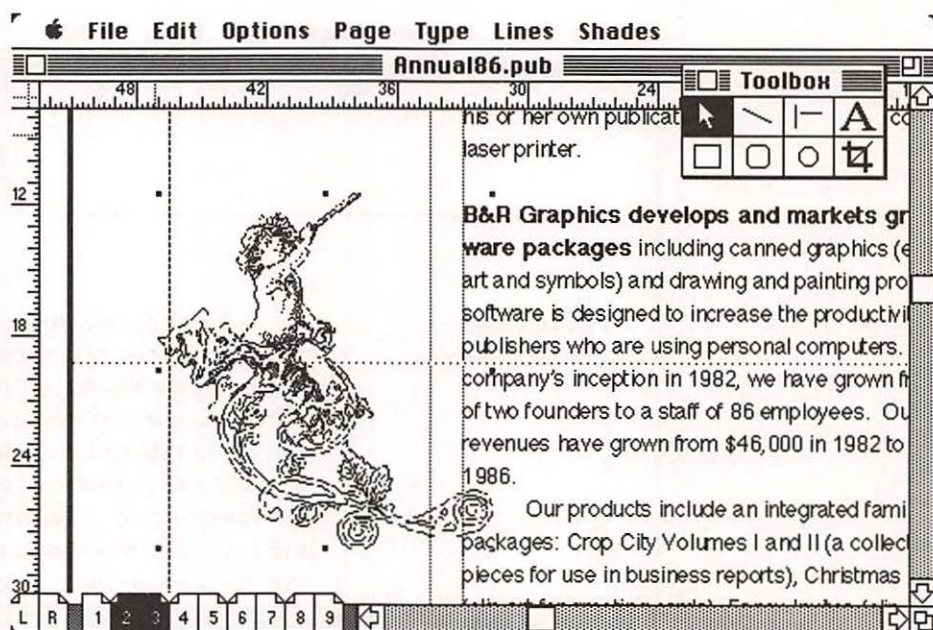 File Edit Options Page Type Lines Shades
Annual86.pub
48 42 36 30 24
Toolbox
A
his or her own publicat
laser printer.
12
B&R Graphics develops and markets gr
ware packages including canned graphics (e
art and symbols) and drawing and painting pro
software is designed to increase the productivi
18
publishers who are using personal computers.
company's inception in 1982, we have grown fr
of two founders to a staff of 86 employees. Ou
revenues have grown from $46,000 in 1982 to
24
1986.
Our products include an integrated fami
packages: Crop City Volumes I and II (a collect
pieces for use in business reports), Christmas
30
L R 1 2 3 4 5 6 7 8 9